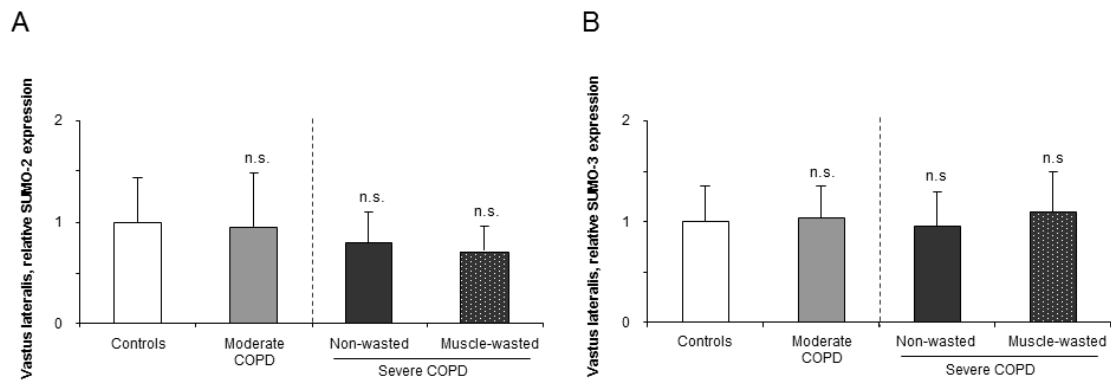 A
Vastus lateralis, relative SUMO-2 expression
2
1
0
n.s.
n.s.
n.s.
Controls
Moderate
COPD
Non-wasted
Muscle-wasted
Severe COPD
B
Vastus lateralis, relative SUMO-3 expression
2
1
0
n.s.
n.s
n.s
Controls
Moderate
COPD
Non-wasted
Muscle-wasted
Severe COPD